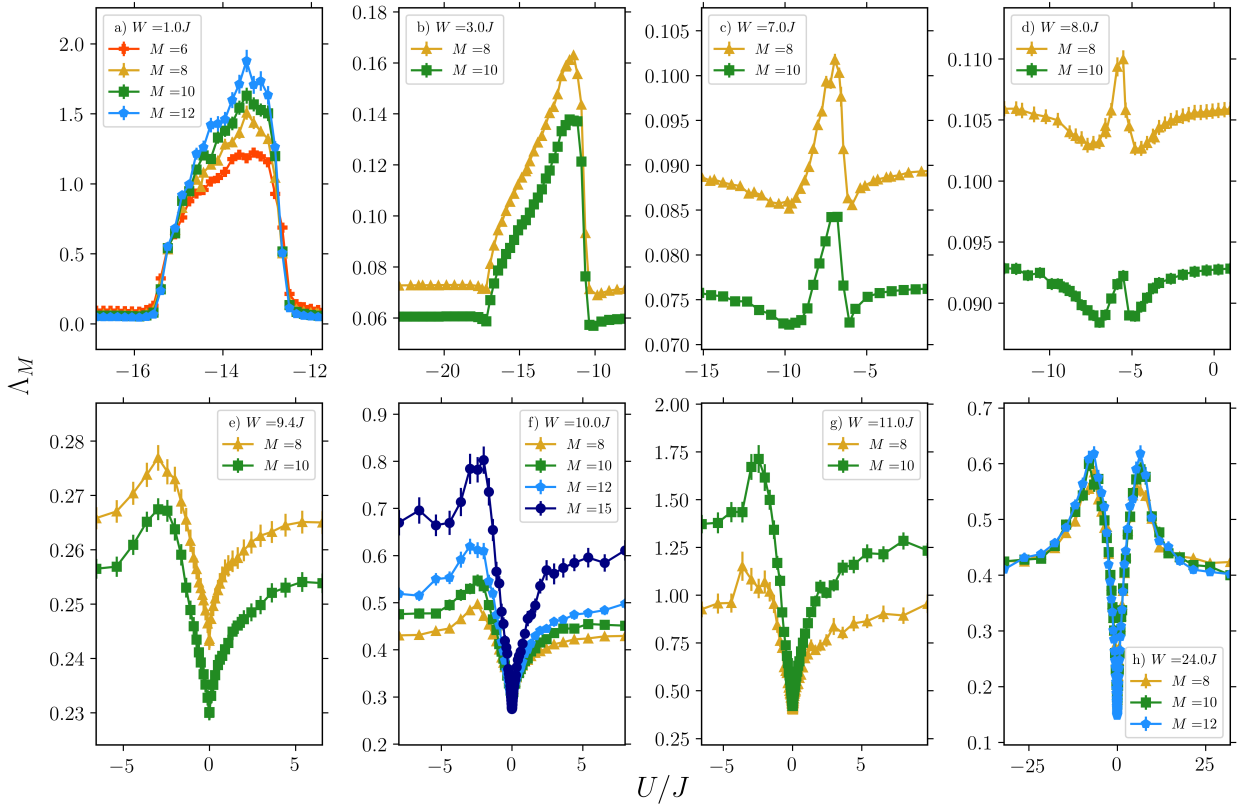 a) W =1.0J
M =6
M =8
M =10
M =12
2.0
1.5
1.0
0.5
0.0
−16
−14
−12
b) W =3.0J
M =8
M =10
0.18
0.16
0.14
0.12
0.10
0.08
0.06
−20
−15
−10
c) W =7.0J
M =8
M =10
0.105
0.100
0.095
0.090
0.085
0.080
0.075
0.070
−15
−10
−5
d) W =8.0J
M =8
M =10
0.110
0.105
0.100
0.095
0.090
−10
−5
0
Λ_M
e) W =9.4J
M =8
M =10
0.28
0.27
0.26
0.25
0.24
0.23
−5
0
5
f) W =10.0J
M =8
M =10
M =12
M =15
0.9
0.8
0.7
0.6
0.5
0.4
0.3
0.2
−5
0
5
g) W =11.0J
M =8
M =10
2.00
1.75
1.50
1.25
1.00
0.75
0.50
0.25
−5
0
5
h) W =24.0J
M =8
M =10
M =12
0.7
0.6
0.5
0.4
0.3
0.2
0.1
−25
0
25
U/J